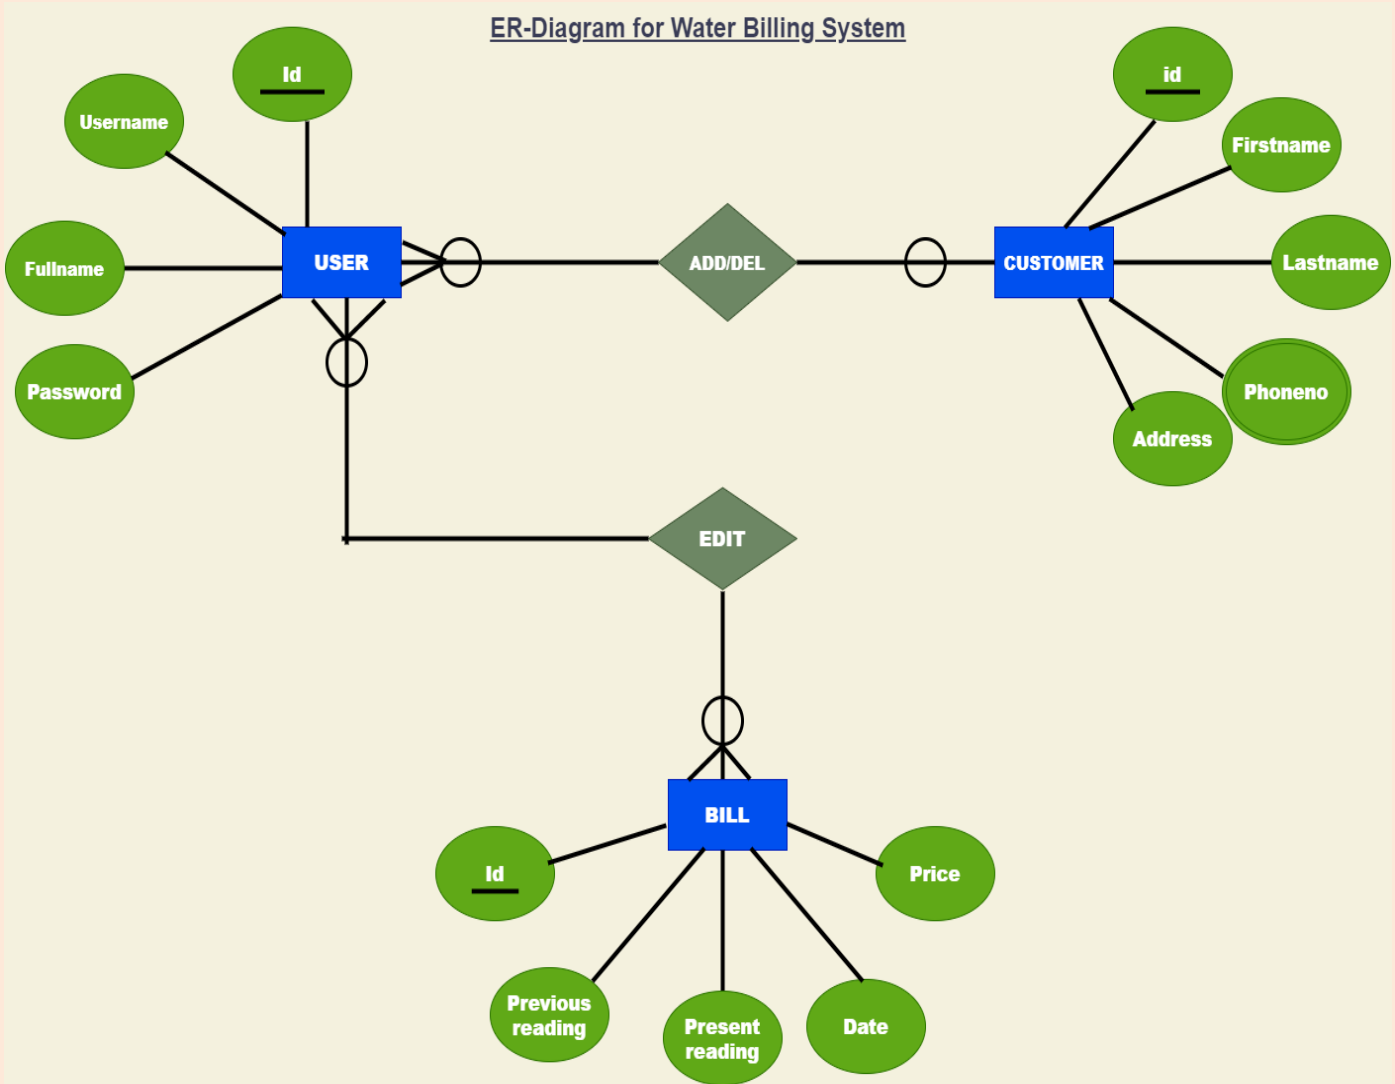 ER-Diagram for Water Billing System
Id
id
Username
Firstname
USER
ADD/DEL
CUSTOMER
Fullname
Lastname
Password
Phoneno
Address
EDIT
BILL
Id
Price
Previous
reading
Present
reading
Date